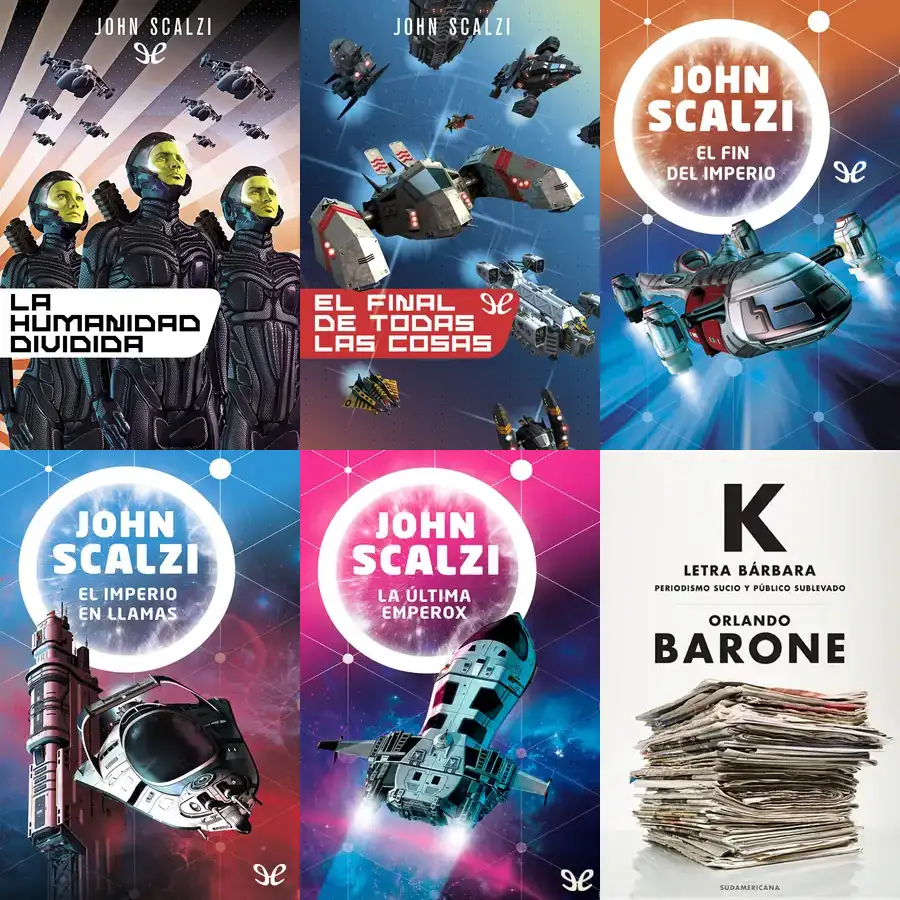 JOHN SCALZI
LA
HUMANIDAD
DIVIDIDA
JOHN SCALZI
EL FINAL
DE TODAS
LAS COSAS
JOHN
SCALZI
EL FIN
DEL IMPERIO
JOHN
SCALZI
EL IMPERIO
EN LLAMAS
JOHN
SCALZI
LA ÚLTIMA
EMPEROX
K
LETRA BÁRBARA
PERIODISMO SUCIO Y PÚBLICO SUBLEVADO
ORLANDO
BARONE
SUDAMERICANA